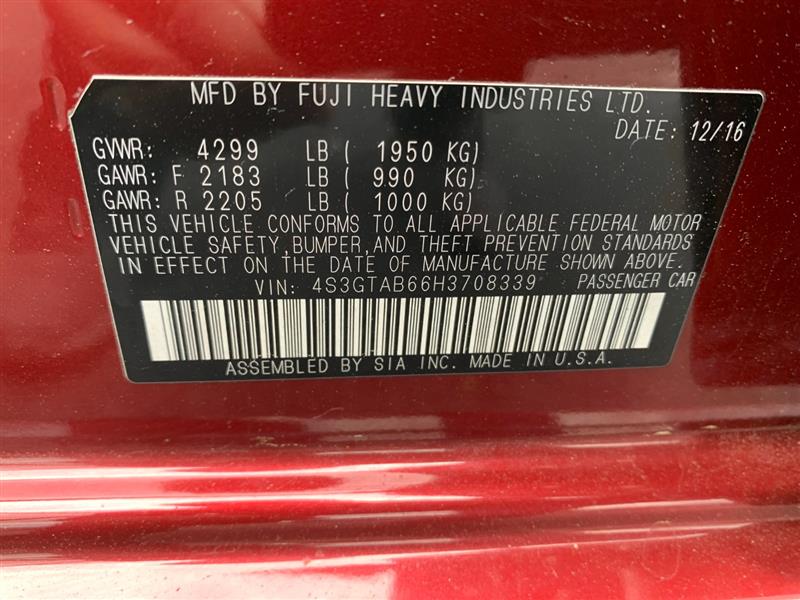 MFD BY FUJI HEAVY INDUSTRIES LTD.
DATE: 12/16
GVWR: 4299 LB ( 1950 KG)
GAWR: F 2183 LB ( 990 KG)
GAWR: R 2205 LB ( 1000 KG)
THIS VEHICLE CONFORMS TO ALL APPLICABLE FEDERAL MOTOR
VEHICLE SAFETY, BUMPER, AND THEFT PREVENTION STANDARDS
IN EFFECT ON THE DATE OF MANUFACTURE SHOWN ABOVE.
VIN: 4S3GTAB66H3708339 PASSENGER CAR
ASSEMBLED BY SIA INC. MADE IN U.S.A.